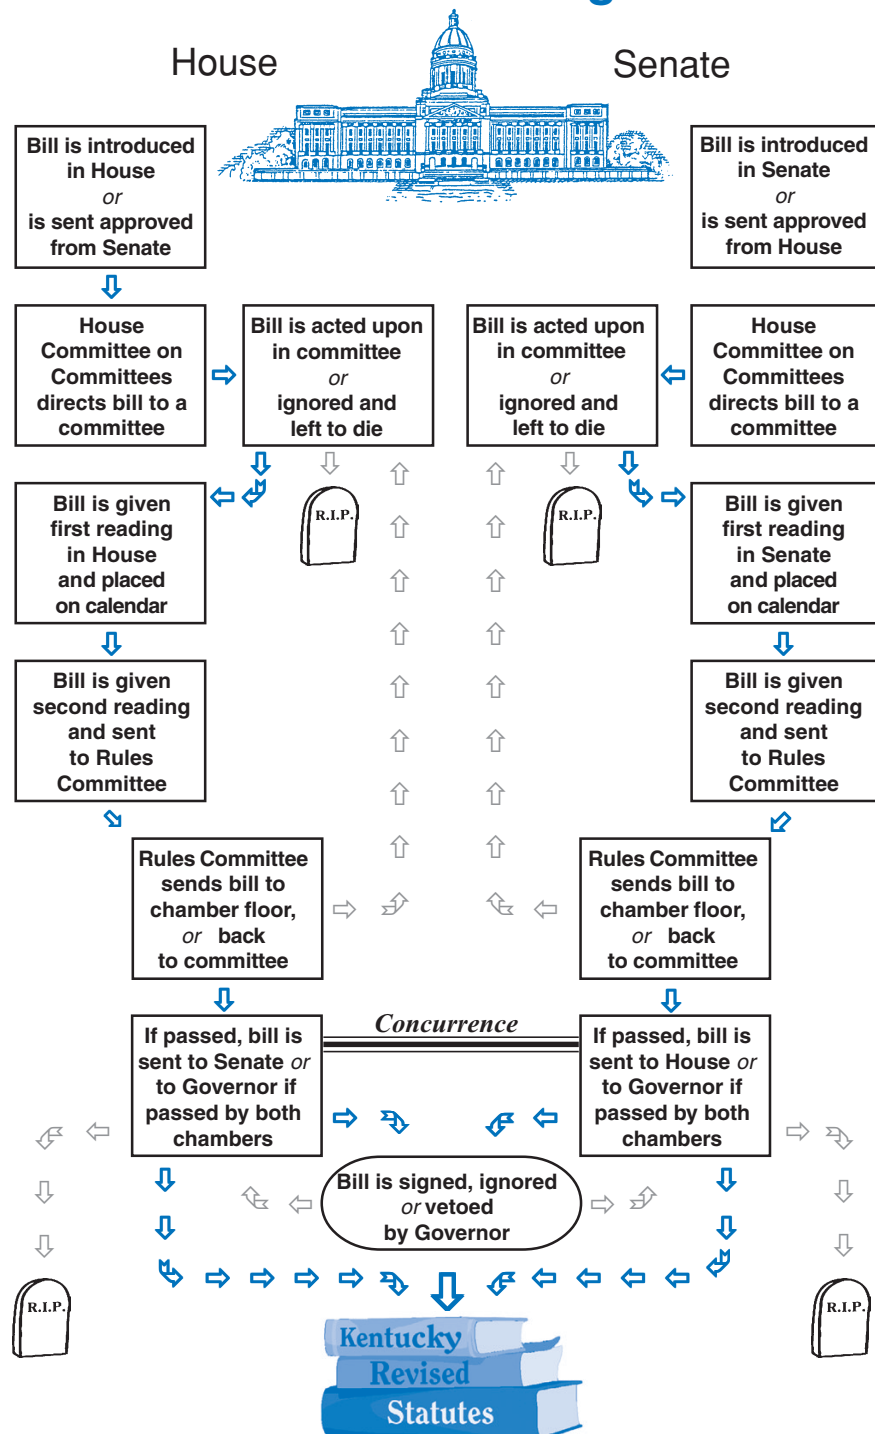 House
Senate
Bill is introduced
in House
or
is sent approved
from Senate
Bill is introduced
in Senate
or
is sent approved
from House
House
Committee on
Committees
directs bill to a
committee
Bill is acted upon
in committee
or
ignored and
left to die
Bill is acted upon
in committee
or
ignored and
left to die
House
Committee on
Committees
directs bill to a
committee
R.I.P.
R.I.P.
Bill is given
first reading
in House
and placed
on calendar
Bill is given
first reading
in Senate
and placed
on calendar
Bill is given
second reading
and sent
to Rules
Committee
Bill is given
second reading
and sent
to Rules
Committee
Rules Committee
sends bill to
chamber floor,
or back
to committee
Rules Committee
sends bill to
chamber floor,
or back
to committee
If passed, bill is
sent to Senate or
to Governor if
passed by both
chambers
Concurrence
If passed, bill is
sent to House or
to Governor if
passed by both
chambers
Bill is signed, ignored
or vetoed
by Governor
R.I.P.
R.I.P.
Kentucky
Revised
Statutes